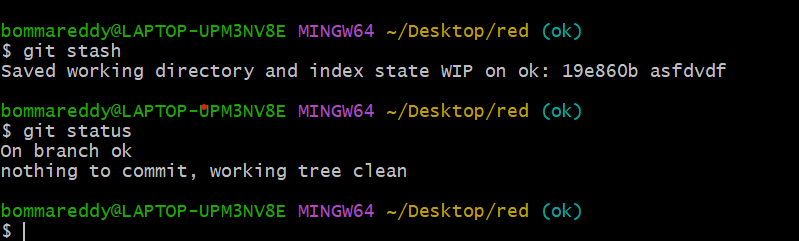 bommareddy@LAPTOP-UPM3NV8E MINGW64 ~/Desktop/red (ok)
$ git stash
Saved working directory and index state WIP on ok: 19e860b asfdvdf
bommareddy@LAPTOP-UPM3NV8E MINGW64 ~/Desktop/red (ok)
$ git status
On branch ok
nothing to commit, working tree clean
bommareddy@LAPTOP-UPM3NV8E MINGW64 ~/Desktop/red (ok)
$